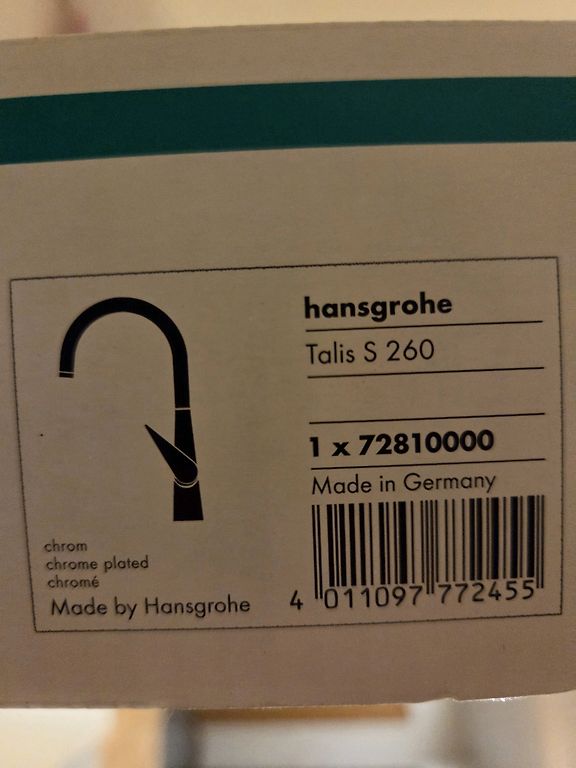 hansgrohe
Talis S 260
1 x 72810000
Made in Germany
chrom
chrome plated
chromé
Made by Hansgrohe
4 011097 772455